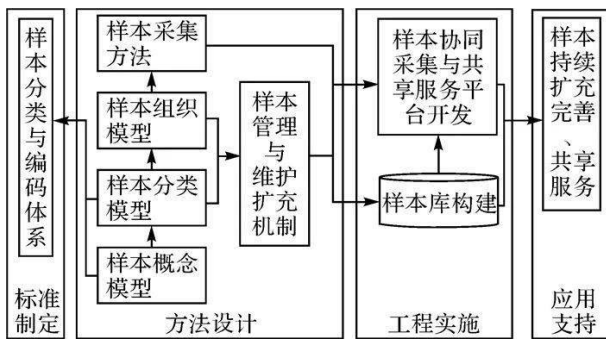 样本分类与编码体系
标准
制定
样本采集
方法
样本组织
模型
样本分类
模型
样本概念
模型
样本
管理
与
维护
扩充
机制
方法设计
样本协同
采集与共
享服务平
台开发
样本库构建
工程实施
样本
持续
扩充
完善
、
共享
服务
应用
支持